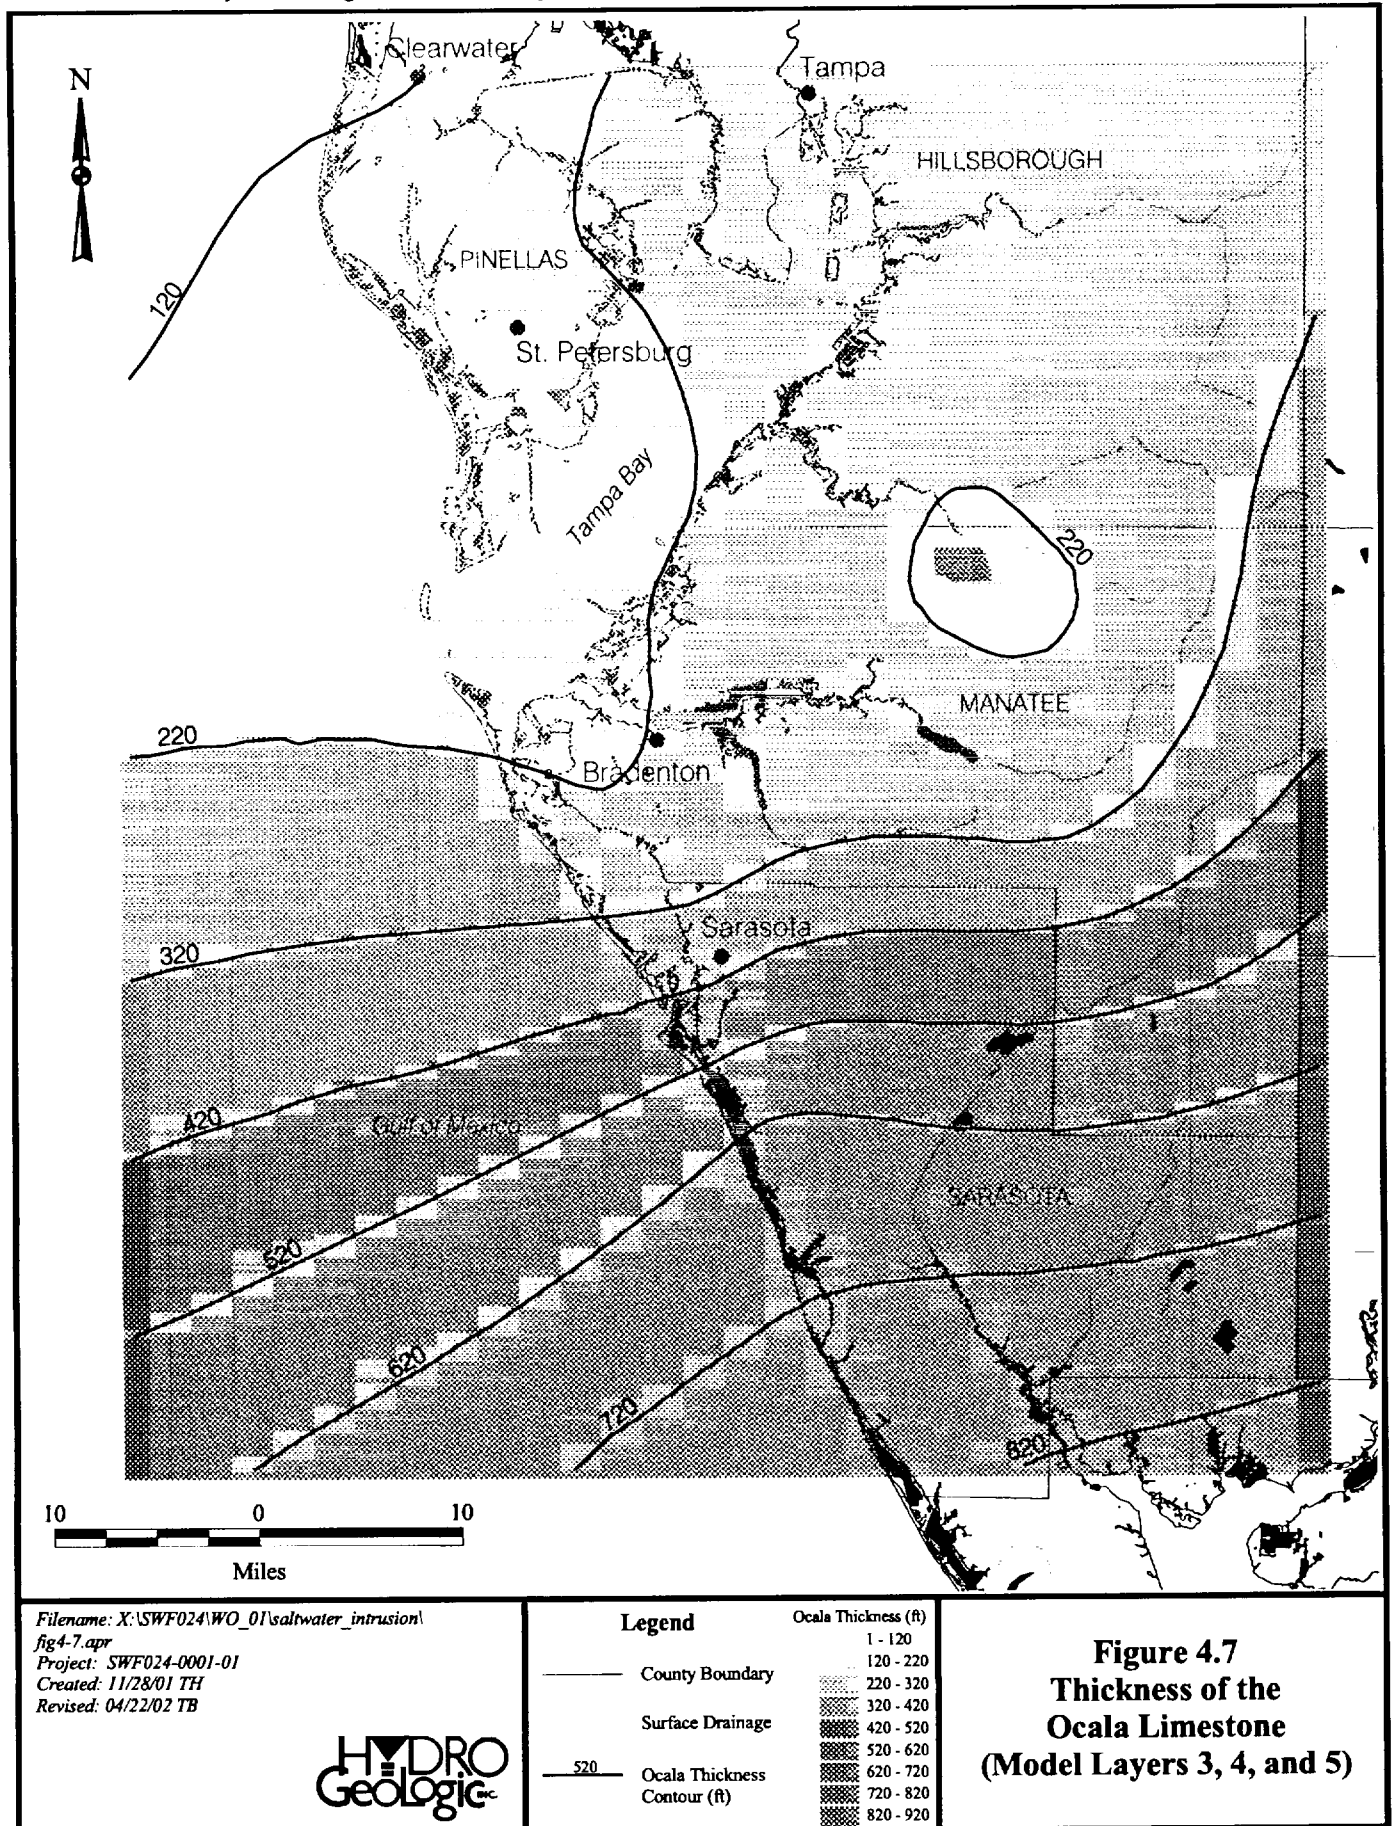 Clearwater
N
Tampa
HILLSBOROUGH
PINELLAS
120
St. Petersburg
Tampa Bay
220
MANATEE
220
Bradenton
Sarasota
320
420
Gulf of Mexico
SARASOTA
520
620
720
820
10 0 10
Miles
Filename: X:\SWF024\WO_01\saltwater_intrusion\
fig4-7.apr
Project: SWF024-0001-01
Created: 11/28/01 TH
Revised: 04/22/02 TB
HYDRO
GeoLogic INC.
Legend
County Boundary
Surface Drainage
520
Ocala Thickness
Contour (ft)
Ocala Thickness (ft)
1 - 120
120 - 220
220 - 320
320 - 420
420 - 520
520 - 620
620 - 720
720 - 820
820 - 920
Figure 4.7
Thickness of the
Ocala Limestone
(Model Layers 3, 4, and 5)